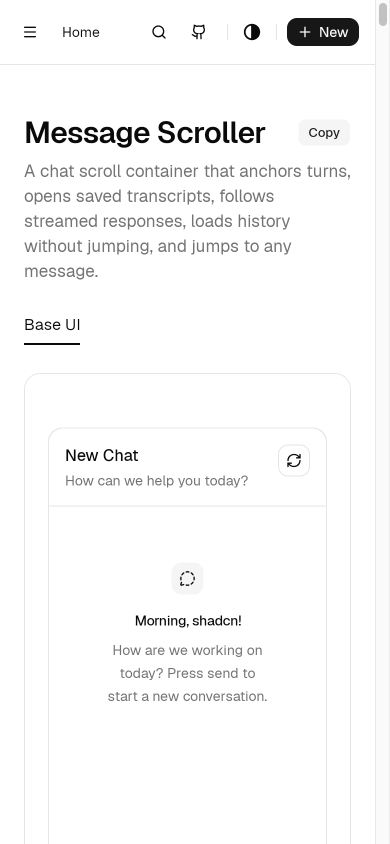 Home
New
Message Scroller
Copy
A chat scroll container that anchors turns,
opens saved transcripts, follows
streamed responses, loads history
without jumping, and jumps to any
message.
Base UI
New Chat
How can we help you today?
Morning, shadcn!
How are we working on
today? Press send to
start a new conversation.